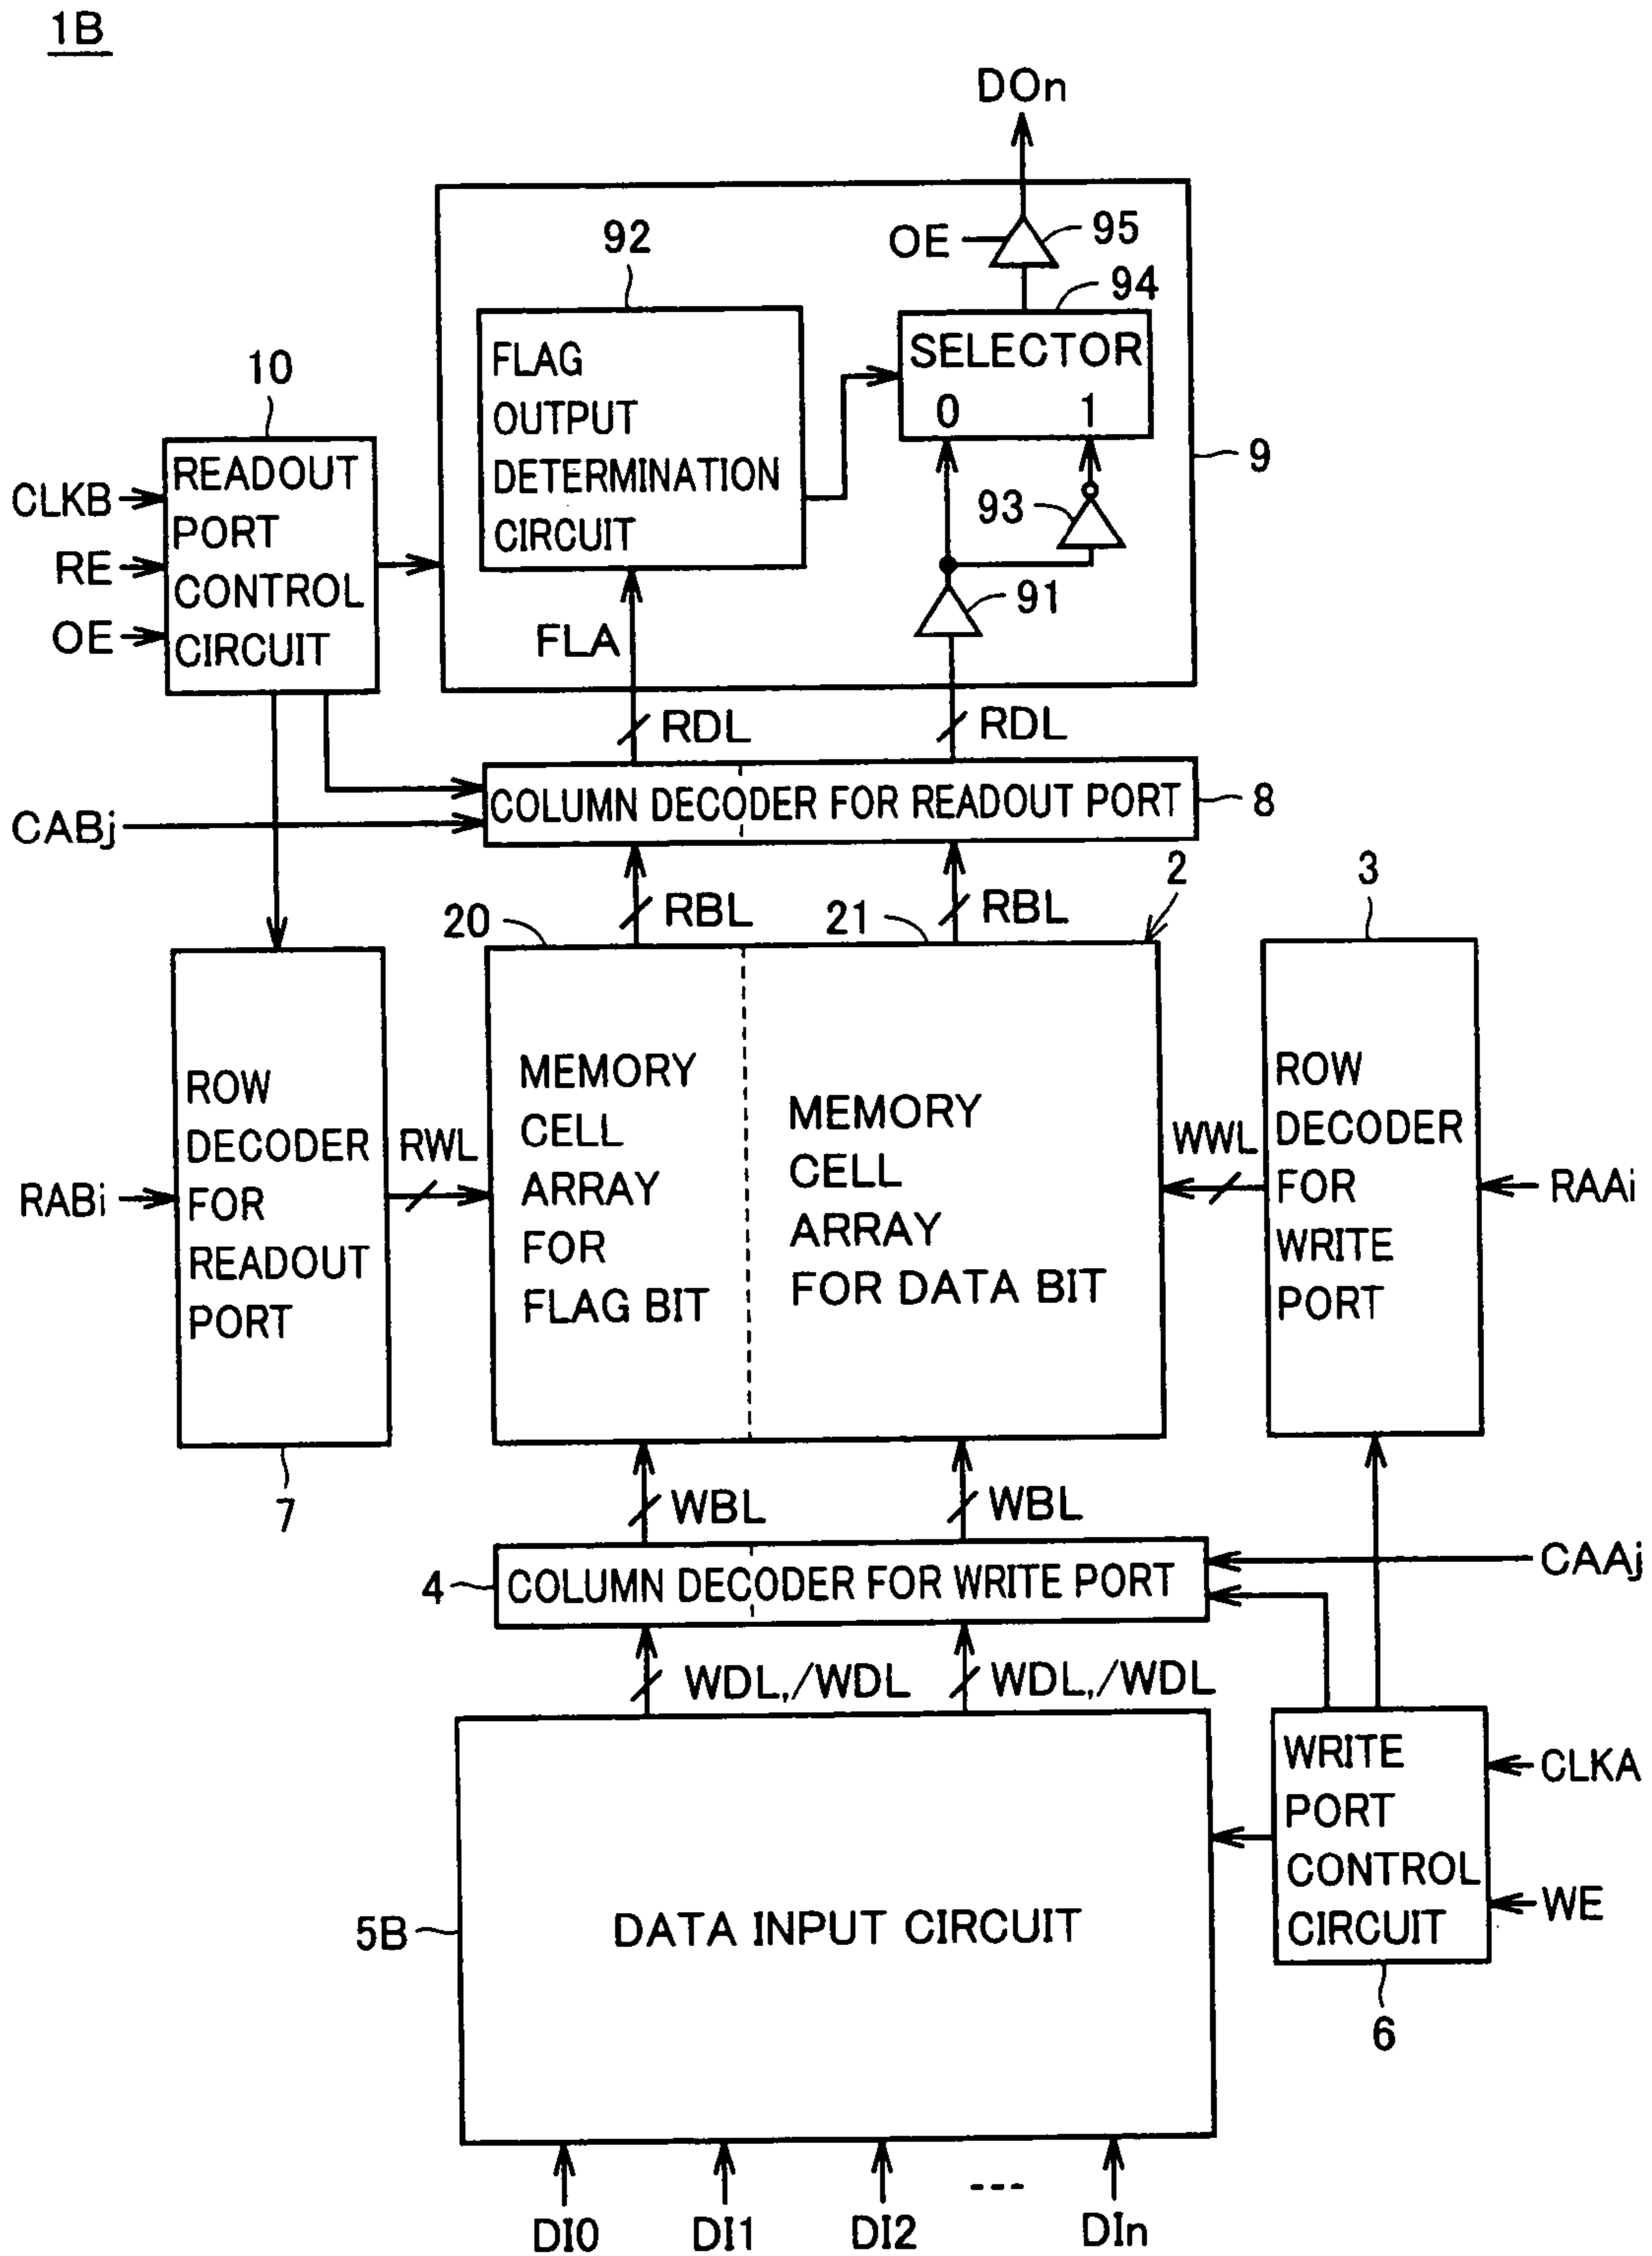 1B
DOn
OE
95
92
94
FLAG
OUTPUT
DETERMINATION
CIRCUIT
SELECTOR
0 1
93
91
9
10
READOUT
PORT
CONTROL
CIRCUIT
CLKB
RE
OE
FLA
RDL RDL
COLUMN DECODER FOR READOUT PORT
8
CABj
RBL RBL
20
21
2
3
ROW
DECODER
FOR
READOUT
PORT
RABi
RWL
7
MEMORY
CELL
ARRAY
FOR
FLAG BIT
MEMORY
CELL
ARRAY
FOR DATA BIT
WWL
ROW
DECODER
FOR
WRITE
PORT
RAAi
WBL WBL
4
COLUMN DECODER FOR WRITE PORT
CAAj
WDL,/WDL WDL,/WDL
5B
DATA INPUT CIRCUIT
WRITE
PORT
CONTROL
CIRCUIT
CLKA
WE
6
DI0 DI1 DI2 --- DIn